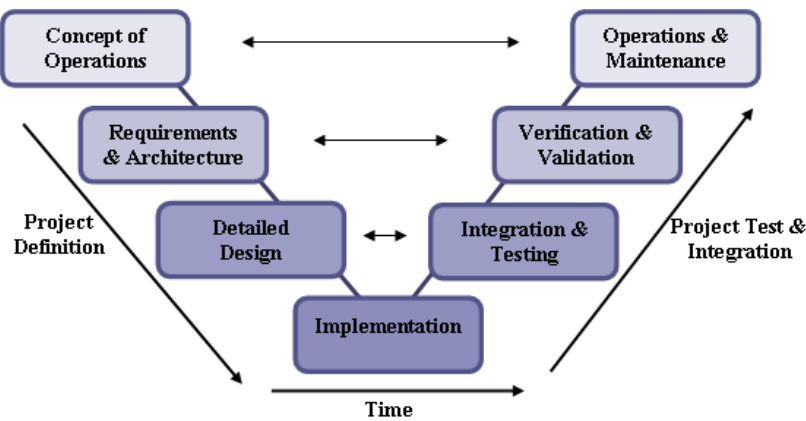 Concept of
Operations
Operations &
Maintenance
Requirements
& Architecture
Verification &
Validation
Project
Definition
Detailed
Design
Integration &
Testing
Project Test &
Integration
Implementation
Time